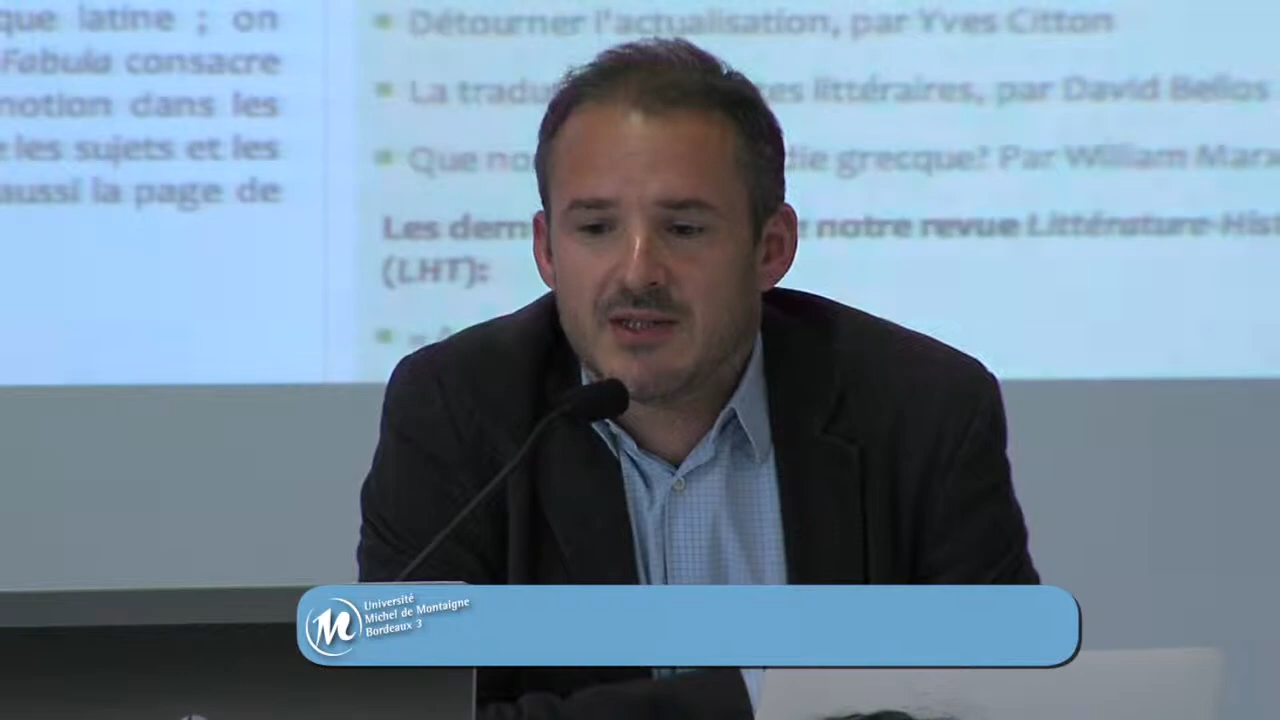 que latine ; on
Fabula consacre
notion dans les
e les sujets et les
aussi la page de
Détourner l'actualisation, par Yves Citton
La tradu es littéraires, par David Bellos
Que no die grecque? Par William Marx
Les dern e notre revue Littérature Hist
(LHT):
Université
Michel de Montaigne
Bordeaux 3